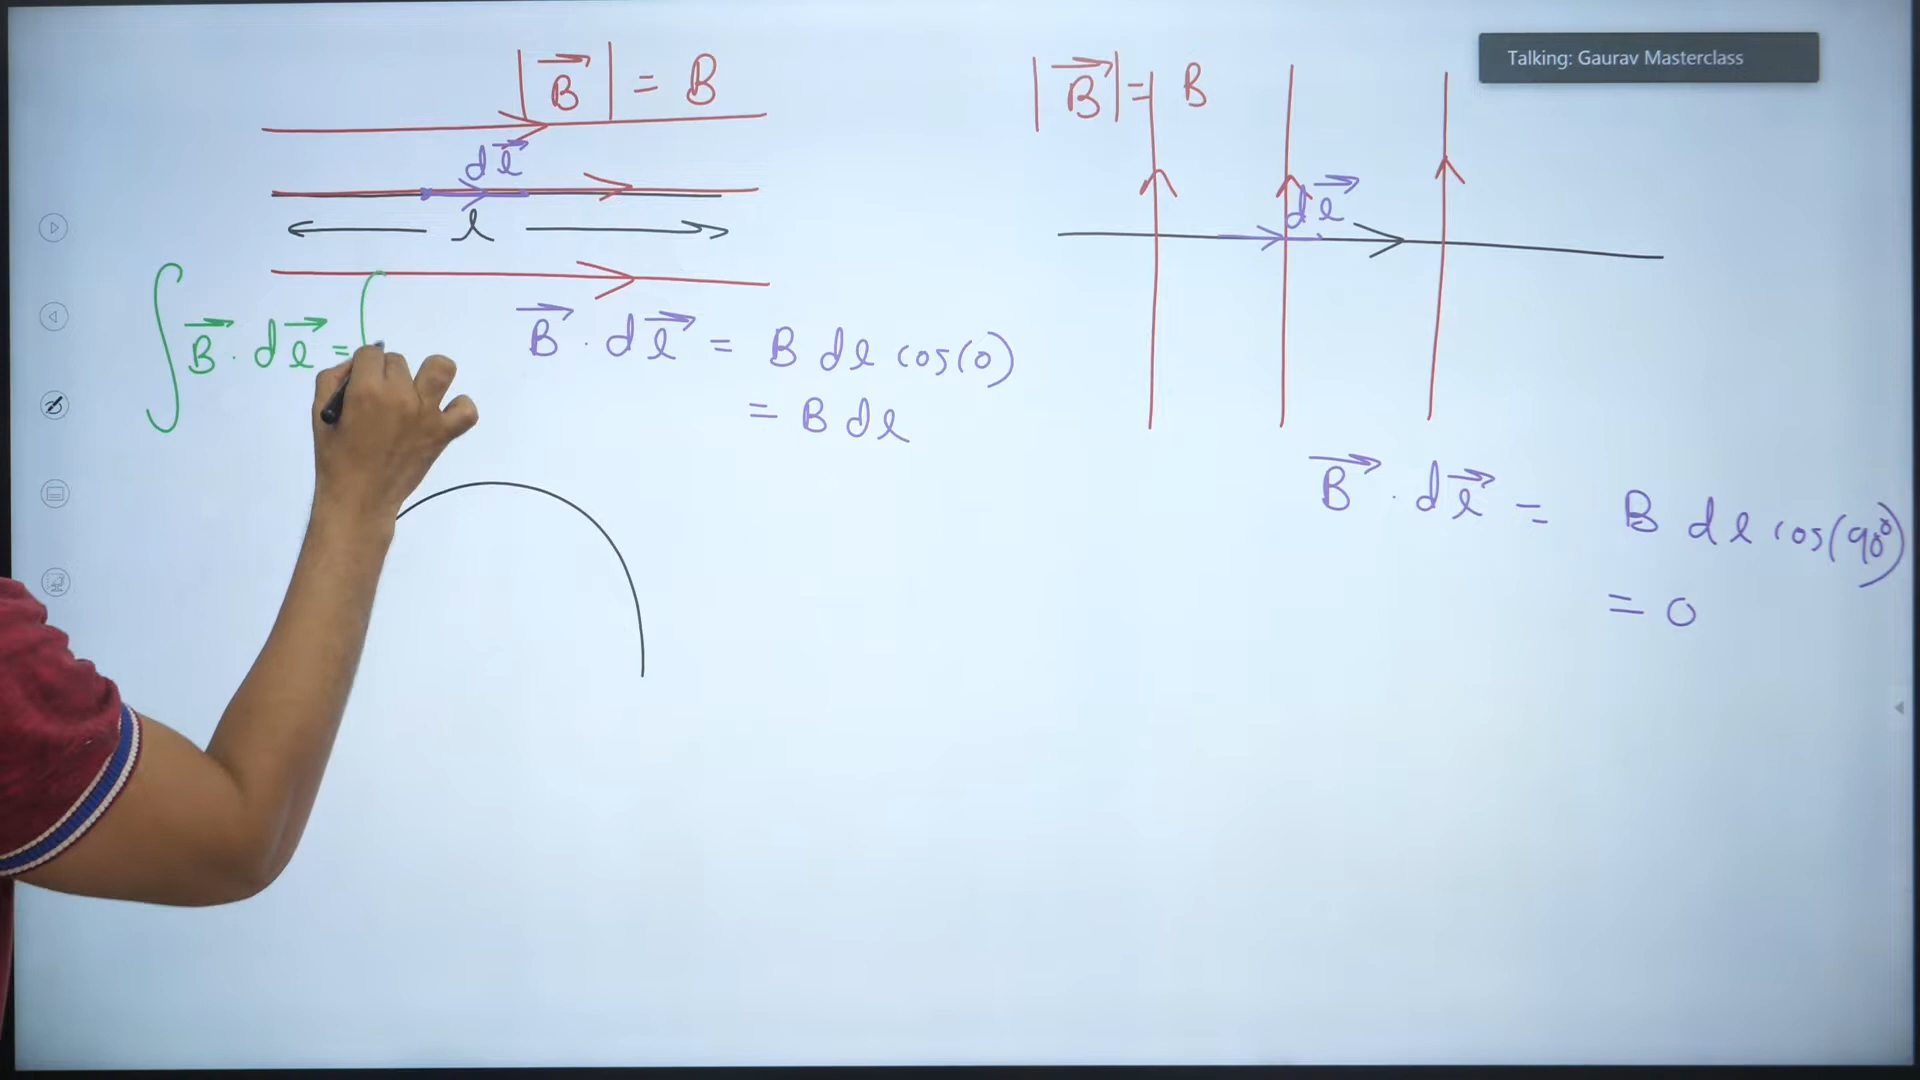 |B⃗| = B
dl⃗
l
∫ B⃗ . dl⃗ = ∫
B⃗ . dl⃗ = B dl cos(0)
= B dl
|B⃗| = B
dl⃗
B⃗ . dl⃗ = B dl cos(90°)
= 0
Talking: Gaurav Masterclass